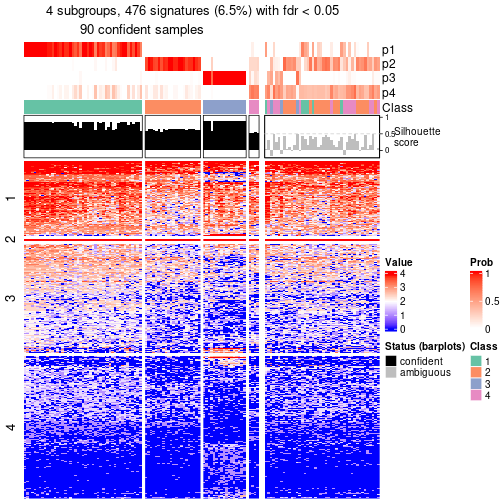 4 subgroups, 476 signatures (6.5%) with fdr < 0.05
90 confident samples
p1
p2
p3
p4
Class
1
0.5
0
Silhouette
score
1
2
3
4
Value
4
3
2
1
0
Prob
1
0.5
0
Status (barplots)
confident
ambiguous
Class
1
2
3
4